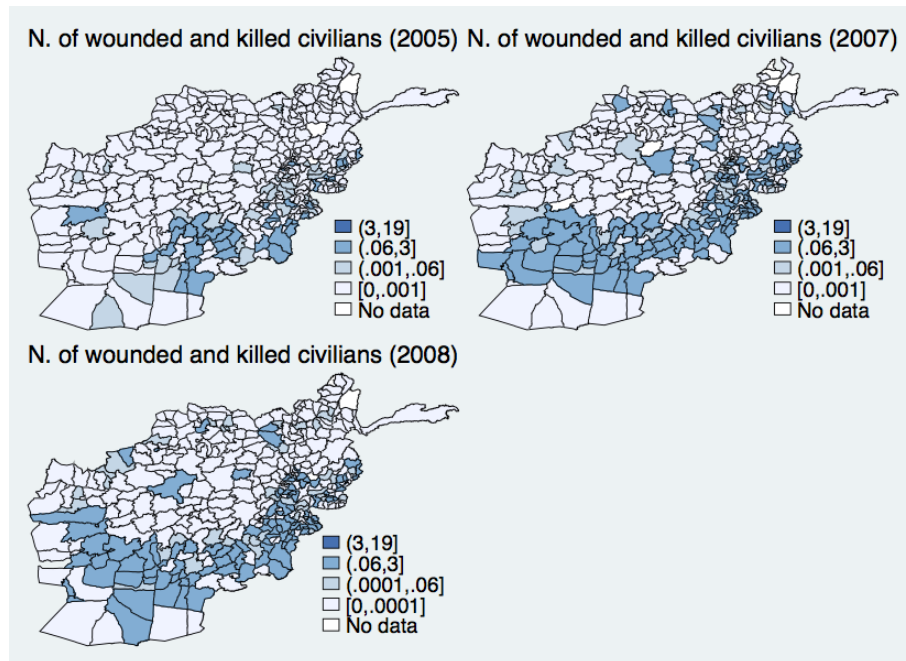 N. of wounded and killed civilians (2005)
(3,19]
(.06,3]
(.001,.06]
[0,.001]
No data
N. of wounded and killed civilians (2007)
(3,19]
(.06,3]
(.001,.06]
[0,.001]
No data
N. of wounded and killed civilians (2008)
(3,19]
(.06,3]
(.0001,.06]
[0,.0001]
No data